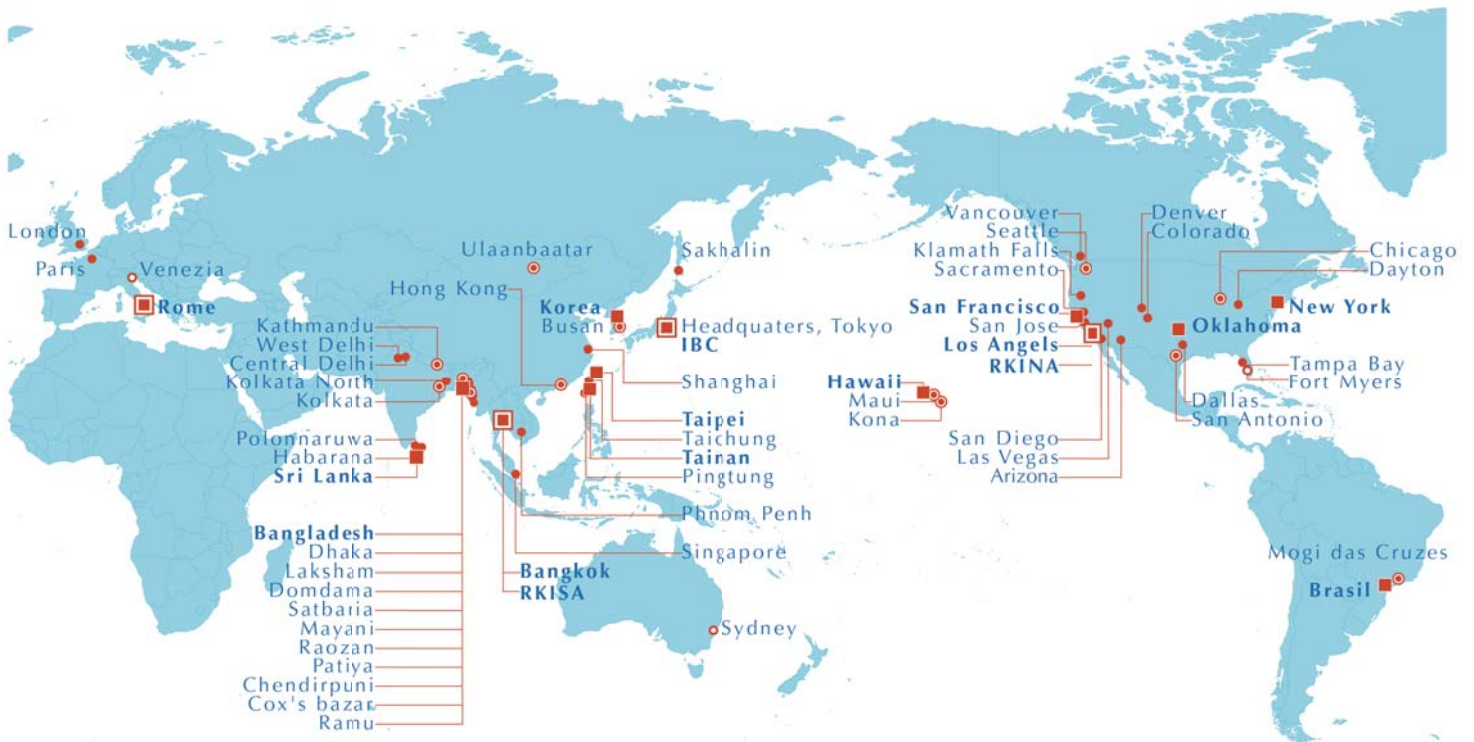 London
Paris
Venezia
Rome
Kathmandu
West Delhi
Central Delhi
Kolkata North
Kolkata
Polonnaruwa
Habarana
Sri Lanka
Bangladesh
Dhaka
Laksham
Domdama
Satbaria
Mayani
Raozan
Patiya
Chendirpuni
Cox's bazar
Ramu
Ulaanbaatar
Hong Kong
Sakhalin
Korea
Busan
Headquaters, Tokyo
IBC
Shanghai
Taipei
Taichung
Tainan
Pingtung
Phnom Penh
Singapore
Bangkok
RKISA
Sydney
Vancouver
Seattle
Klamath Falls
Sacramento
San Francisco
San Jose
Los Angels
RKINA
Hawaii
Maui
Kona
San Diego
Las Vegas
Arizona
Denver
Colorado
Chicago
Dayton
New York
Oklahoma
Tampa Bay
Fort Myers
Dallas
San Antonio
Mogi das Cruzes
Brasil